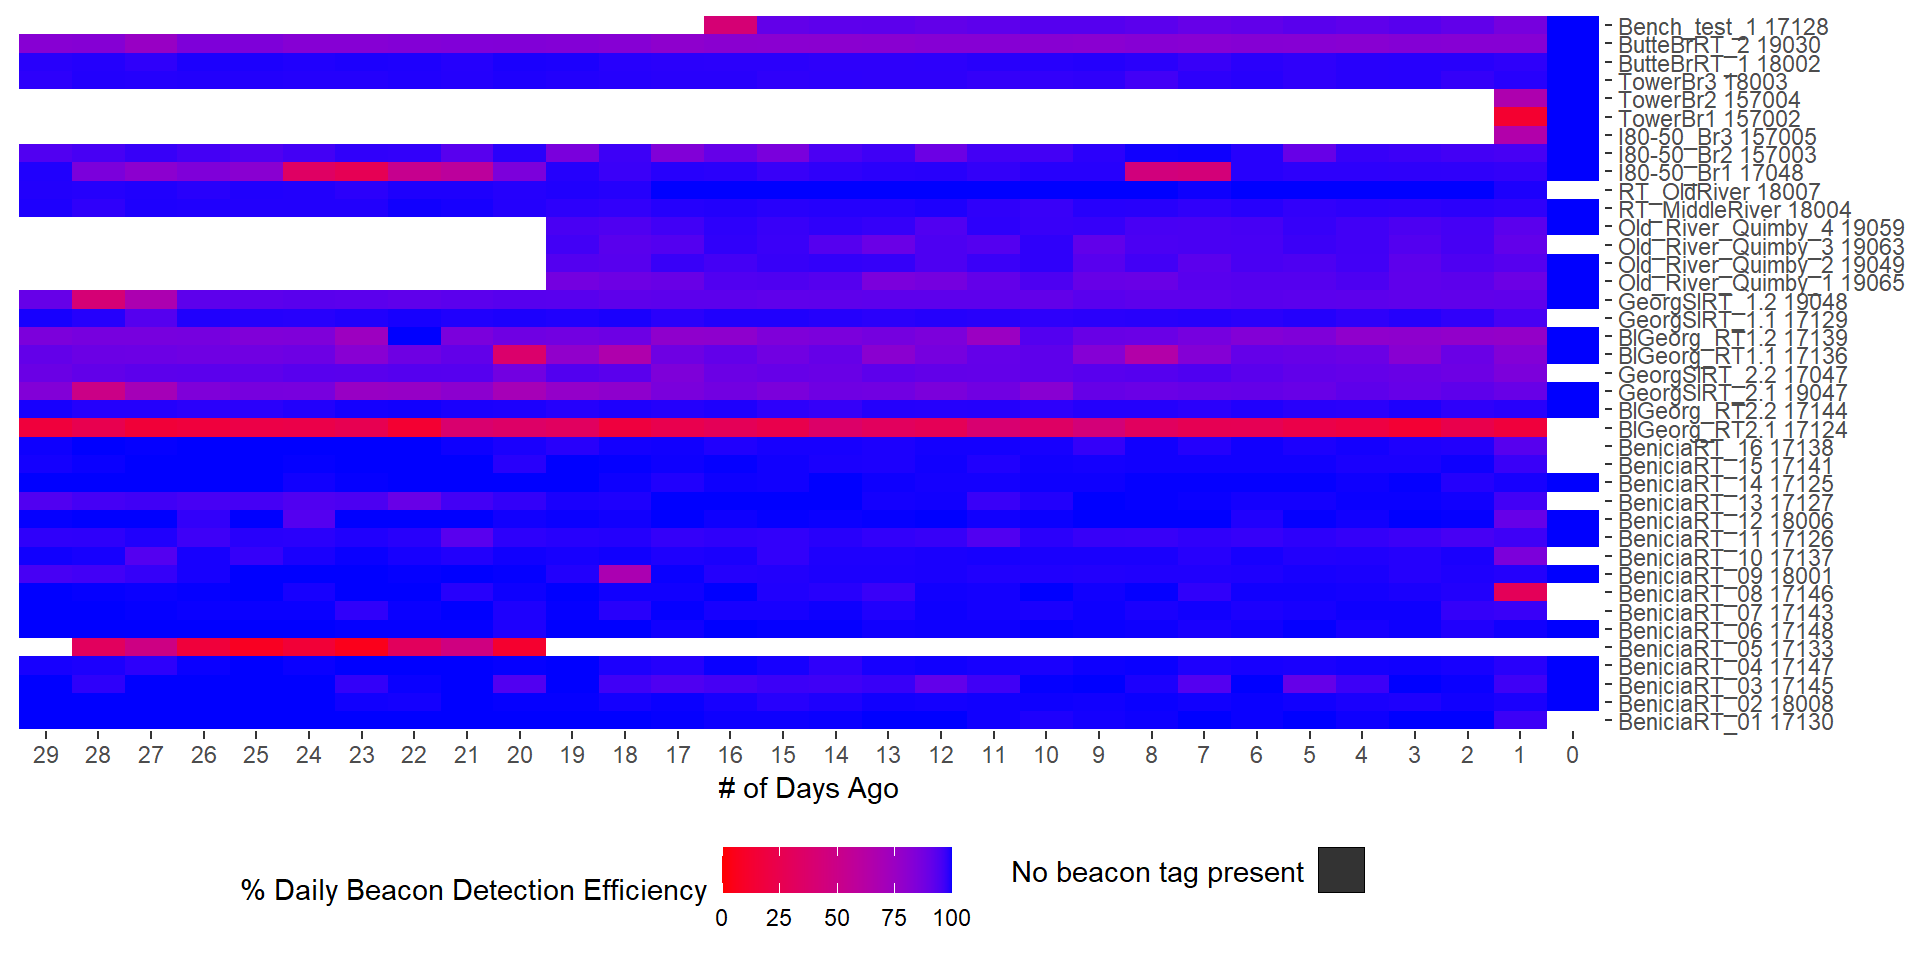 Bench_test_1 17128
ButteBrRT_2 19030
ButteBrRT_1 18002
TowerBr3 18003
TowerBr2 157004
TowerBr1 157002
I80-50_Br3 157005
I80-50_Br2 157003
I80-50_Br1 17048
RT_OldRiver 18007
RT_MiddleRiver 18004
Old_River_Quimby_4 19059
Old_River_Quimby_3 19063
Old_River_Quimby_2 19049
Old_River_Quimby_1 19065
GeorgSlRT_1.2 19048
GeorgSlRT_1.1 17129
BlGeorg_RT1.2 17139
BlGeorg_RT1.1 17136
GeorgSlRT_2.2 17047
GeorgSlRT_2.1 19047
BlGeorg_RT2.2 17144
BlGeorg_RT2.1 17124
BeniciaRT_16 17138
BeniciaRT_15 17141
BeniciaRT_14 17125
BeniciaRT_13 17127
BeniciaRT_12 18006
BeniciaRT_11 17126
BeniciaRT_10 17137
BeniciaRT_09 18001
BeniciaRT_08 17146
BeniciaRT_07 17143
BeniciaRT_06 17148
BeniciaRT_05 17133
BeniciaRT_04 17147
BeniciaRT_03 17145
BeniciaRT_02 18008
BeniciaRT_01 17130
29 28 27 26 25 24 23 22 21 20 19 18 17 16 15 14 13 12 11 10 9 8 7 6 5 4 3 2 1 0
# of Days Ago
% Daily Beacon Detection Efficiency
0 25 50 75 100
No beacon tag present